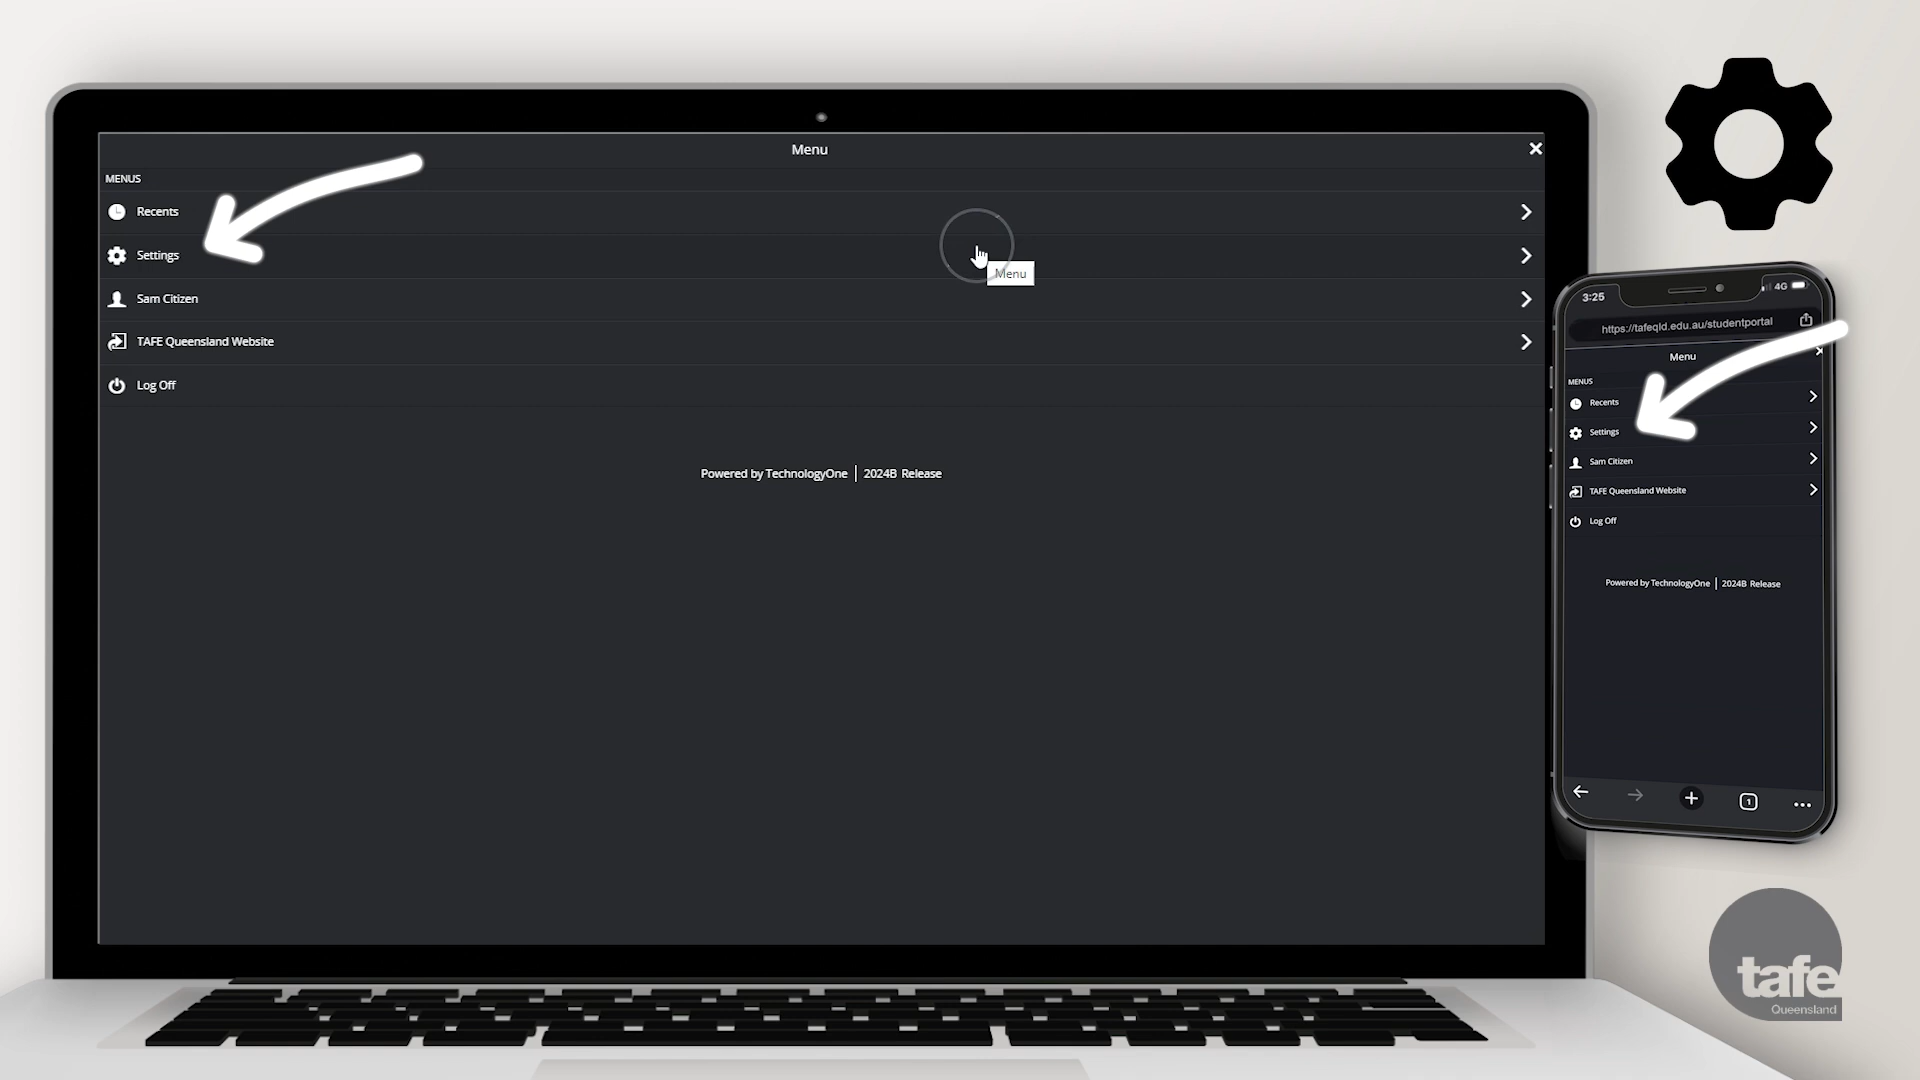 Menu
MENUS
Recents
Settings
Menu
Sam Citizen
TAFE Queensland Website
Log Off
Powered by TechnologyOne | 2024B Release
3:25
4G
https://tafeqld.edu.au/studentportal
Menu
MENUS
Recents
Settings
Sam Citizen
TAFE Queensland Website
Log Off
Powered by TechnologyOne | 2024B Release
1
tafe
Queensland